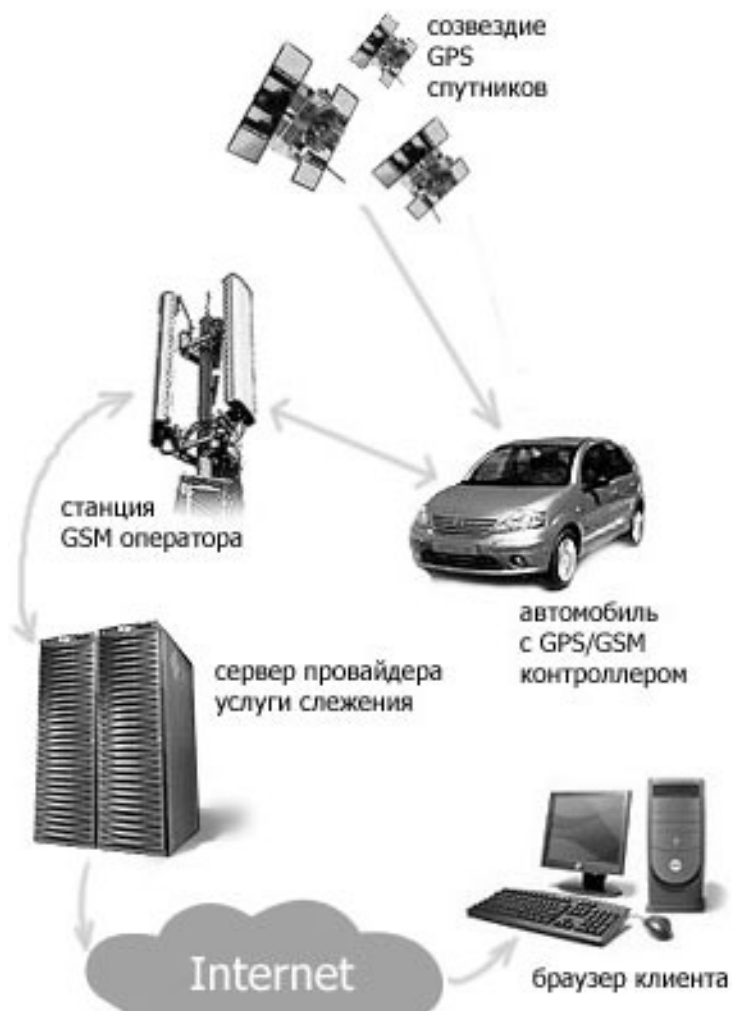 созвездие
GPS
спутников
станция
GSM оператора
автомобиль
с GPS/GSM
контроллером
сервер провайдера
услуги слежения
Internet
браузер клиента